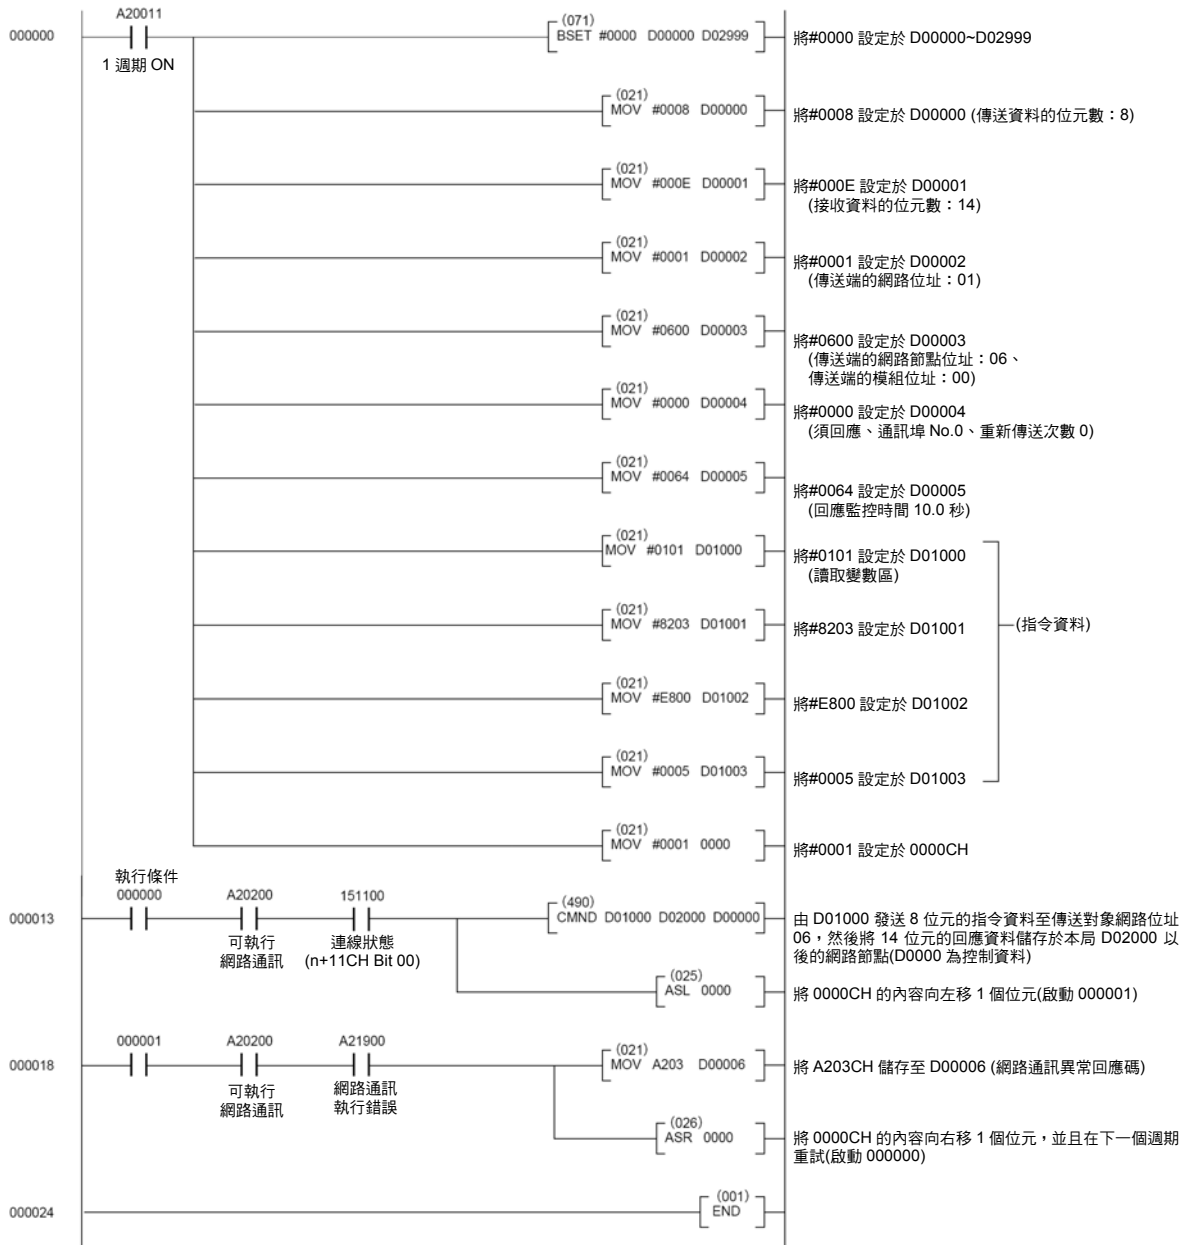 A20011
000000
(071)
BSET #0000 D00000 D02999
將#0000 設定於 D00000~D02999
1 週期 ON
(021)
MOV #0008 D00000
將#0008 設定於 D00000 (傳送資料的位元數：8)
(021)
MOV #000E D00001
將#000E 設定於 D00001
(接收資料的位元數：14)
(021)
MOV #0001 D00002
將#0001 設定於 D00002
(傳送端的網路位址：01)
(021)
MOV #0600 D00003
將#0600 設定於 D00003
(傳送端的網路節點位址：06、
傳送端的模組位址：00)
(021)
MOV #0000 D00004
將#0000 設定於 D00004
(須回應、通訊埠 No.0、重新傳送次數 0)
(021)
MOV #0064 D00005
將#0064 設定於 D00005
(回應監控時間 10.0 秒)
(021)
MOV #0101 D01000
將#0101 設定於 D01000
(讀取變數區)
(021)
MOV #8203 D01001
將#8203 設定於 D01001
(指令資料)
(021)
MOV #E800 D01002
將#E800 設定於 D01002
(021)
MOV #0005 D01003
將#0005 設定於 D01003
(021)
MOV #0001 0000
將#0001 設定於 0000CH
執行條件
000000 A20200 151100
000013
(490)
CMND D01000 D02000 D00000
由 D01000 發送 8 位元的指令資料至傳送對象網路位址
06，然後將 14 位元的回應資料儲存於本局 D02000 以
後的網路節點(D0000 為控制資料)
可執行
網路通訊
連線狀態
(n+11CH Bit 00)
(025)
ASL 0000
將 0000CH 的內容向左移 1 個位元(啟動 000001)
000001 A20200 A21900
000018
(021)
MOV A203 D00006
將 A203CH 儲存至 D00006 (網路通訊異常回應碼)
可執行
網路通訊
網路通訊
執行錯誤
(026)
ASR 0000
將 0000CH 的內容向右移 1 個位元，並且在下一個週期
重試(啟動 000000)
000024
(001)
END